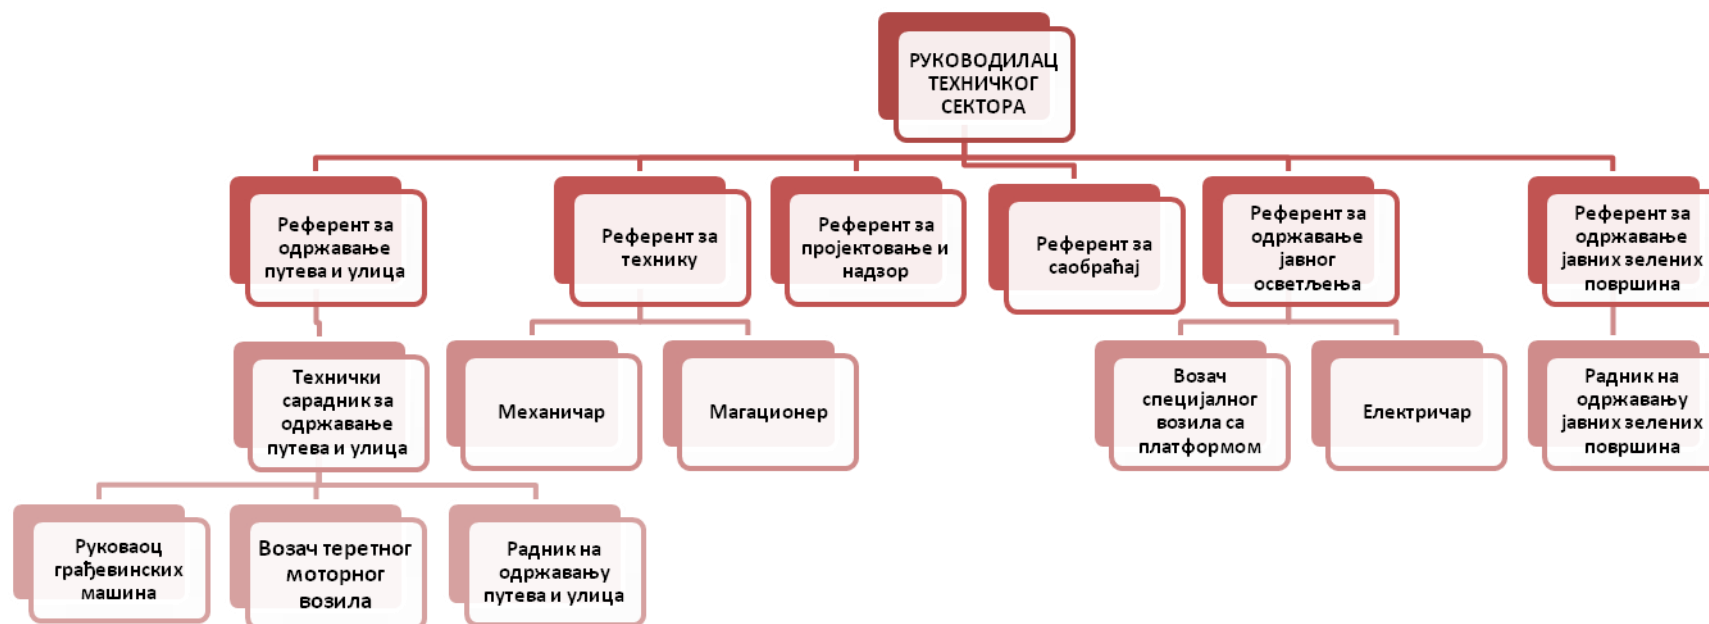 РУКОВОДИЛАЦ
ТЕХНИЧКОГ
СЕКТОРА
Референт за
одржавање
путева и улица
Референт за
технику
Референт за
пројектовање и
надзор
Референт за
саобраћај
Референт за
одржавање
јавног
осветљења
Референт за
одржавање
јавних зелених
површина
Технички
сарадник за
одржавање
путева и улица
Механичар
Магационер
Возач
специјалног
возила са
платформом
Електричар
Радник на
одржавању
јавних зелених
површина
Руковаоц
грађевинских
машина
Возач теретног
моторног
возила
Радник на
одржавању
путева и улица